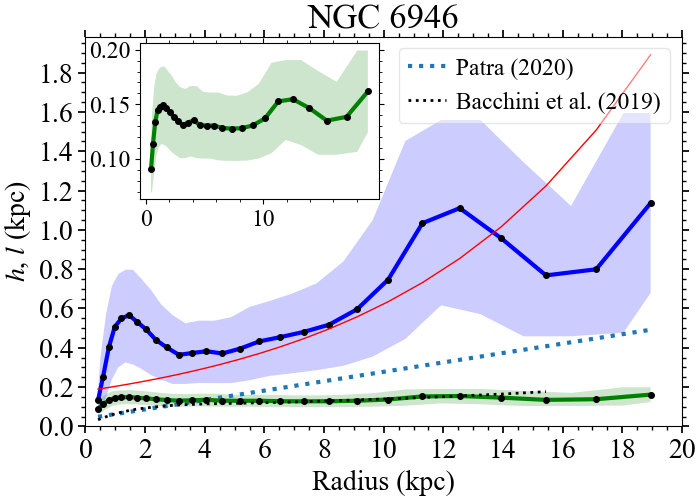 NGC 6946
0.20
0.15
0.10
0 10
Patra (2020)
Bacchini et al. (2019)
h, l (kpc)
1.8
1.6
1.4
1.2
1.0
0.8
0.6
0.4
0.2
0.0
0 2 4 6 8 10 12 14 16 18 20
Radius (kpc)